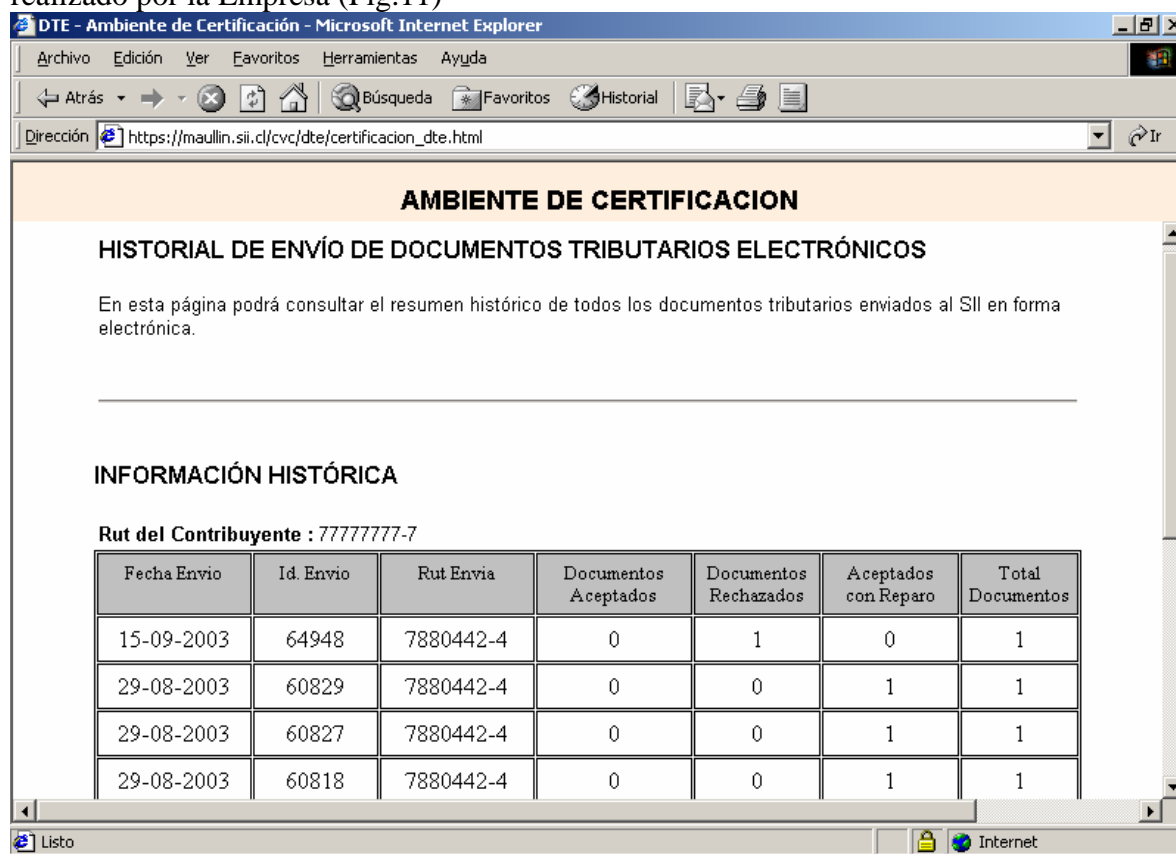 realizado por la Empresa (Fig.11)
DTE - Ambiente de Certificación - Microsoft Internet Explorer
Archivo Edición Ver Favoritos Herramientas Ayuda
Atrás Búsqueda Favoritos Historial
Dirección https://maullin.sii.cl/cvc/dte/certificacion_dte.html Ir
AMBIENTE DE CERTIFICACION
HISTORIAL DE ENVÍO DE DOCUMENTOS TRIBUTARIOS ELECTRÓNICOS
En esta página podrá consultar el resumen histórico de todos los documentos tributarios enviados al SII en forma
electrónica.
INFORMACIÓN HISTÓRICA
Rut del Contribuyente : 77777777-7
Fecha Envio Id. Envio Rut Envia Documentos Aceptados Documentos Rechazados Aceptados con Reparo Total Documentos
15-09-2003 64948 7880442-4 0 1 0 1
29-08-2003 60829 7880442-4 0 0 1 1
29-08-2003 60827 7880442-4 0 0 1 1
29-08-2003 60818 7880442-4 0 0 1 1
Listo Internet